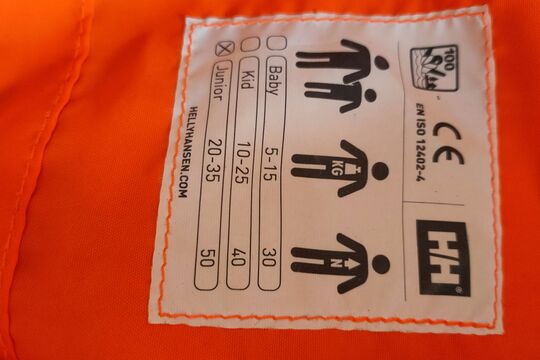 100
CE
EN ISO 12402-4
H/H®
KG
N
Baby 5-15 30
Kid 10-25 40
Junior 20-35 50
HELLYHANSEN.COM